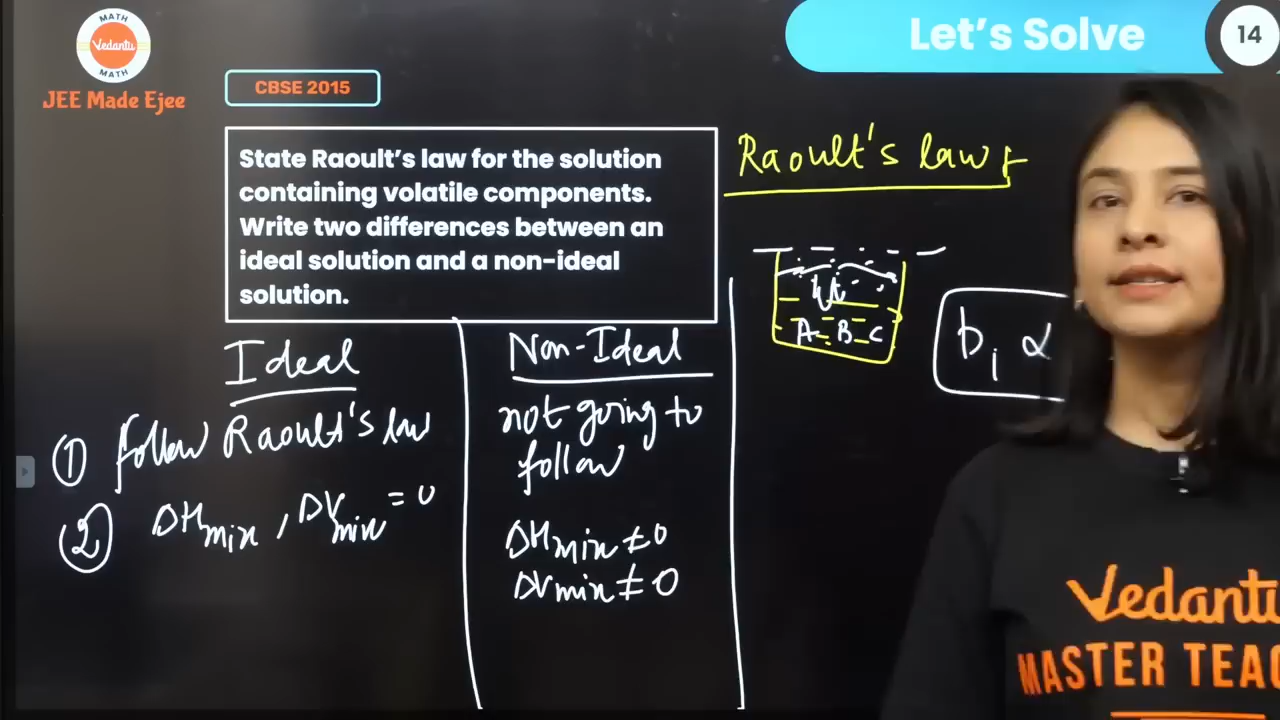 MATH
Vedantu
MATH
JEE Made Ejee
CBSE 2015
Let's Solve
14
State Raoult's law for the solution
containing volatile components.
Write two differences between an
ideal solution and a non-ideal
solution.
Raoult's law
A B C
pi ∝
Ideal
Non-Ideal
① follow Raoult's law
not going to
follow
② ΔHmix, ΔVmix = 0
ΔHmix ≠ 0
ΔVmix ≠ 0
Vedantu
MASTER TEAC